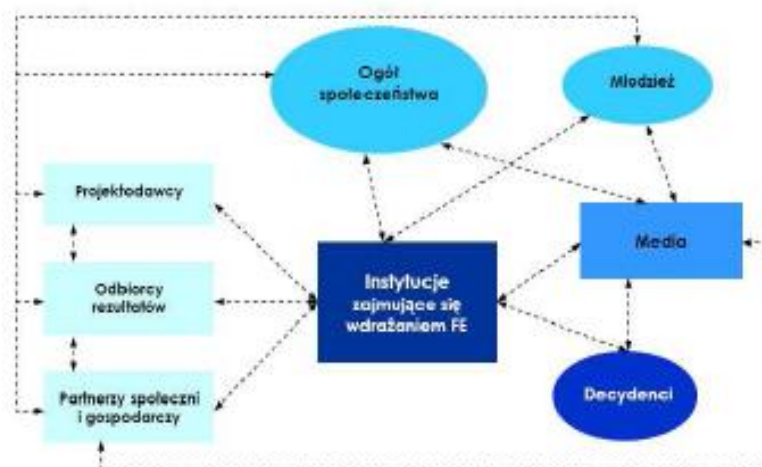 Ogół
społeczeństwa
Młodzież
Projektodawcy
Media
Instytucje
zajmujące się
wdrażaniem FE
Odbiorcy
rezultatów
Partnerzy społeczni
i gospodarczy
Decydenci